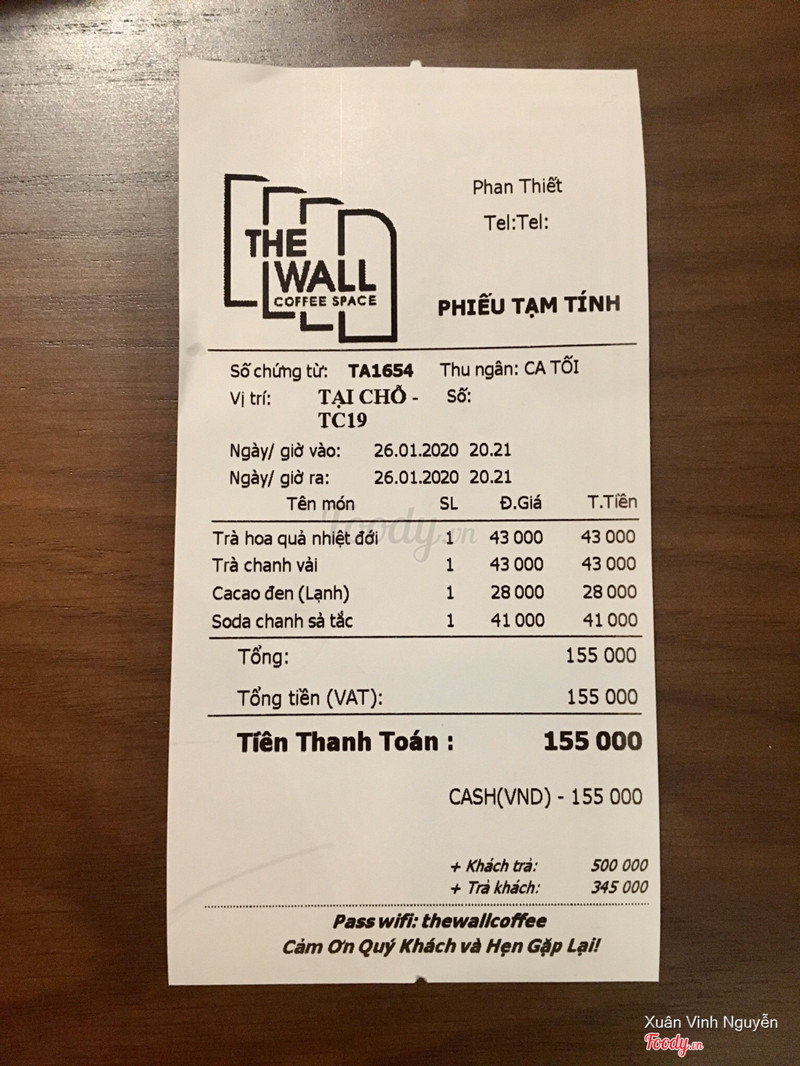 THE
WALL
COFFEE SPACE
Phan Thiết
Tel:Tel:
PHIẾU TẠM TÍNH
Số chứng từ: TA1654 Thu ngân: CA TỐI
Vị trí: TẠI CHỖ - Số:
TC19
Ngày/ giờ vào: 26.01.2020 20.21
Ngày/ giờ ra: 26.01.2020 20.21
Tên món SL Đ.Giá T.Tiền
Foody.vn
Trà hoa quả nhiệt đới 1 43 000 43 000
Trà chanh vải 1 43 000 43 000
Cacao đen (Lạnh) 1 28 000 28 000
Soda chanh sả tắc 1 41 000 41 000
Tổng: 155 000
Tổng tiền (VAT): 155 000
Tiền Thanh Toán : 155 000
CASH(VND) - 155 000
+ Khách trả: 500 000
+ Trả khách: 345 000
Pass wifi: thewallcoffee
Cảm Ơn Quý Khách và Hẹn Gặp Lại!
Xuân Vinh Nguyễn
Foody.vn